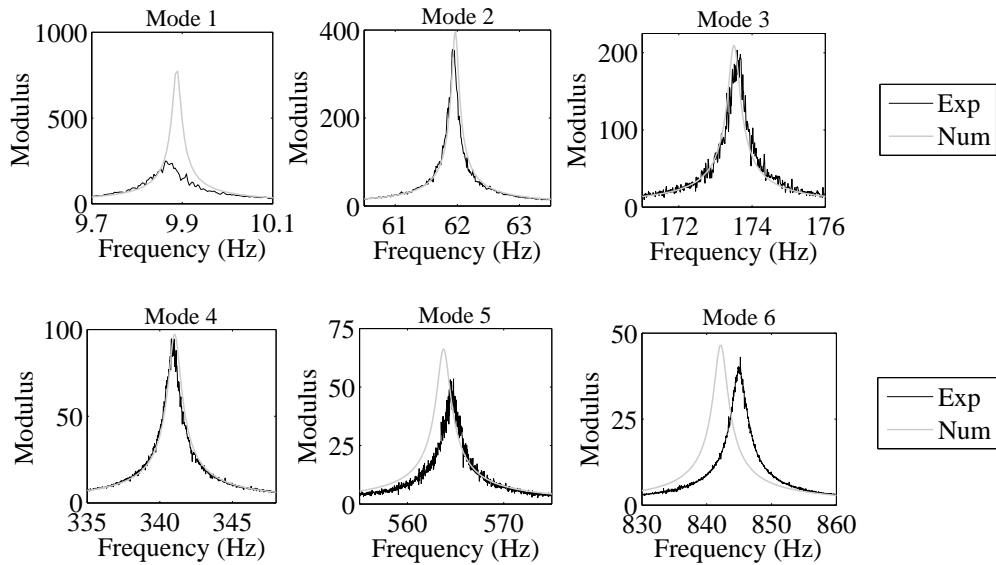 Mode 1
Modulus
1000
500
0
9.7 9.9 10.1
Frequency (Hz)
Mode 2
Modulus
400
200
0
61 62 63
Frequency (Hz)
Mode 3
Modulus
200
100
0
172 174 176
Frequency (Hz)
Exp
Num
Mode 4
Modulus
100
50
0
335 341 345
Frequency (Hz)
Mode 5
Modulus
75
50
25
0
560 570
Frequency (Hz)
Mode 6
Modulus
50
25
0
830 840 850 860
Frequency (Hz)
Exp
Num